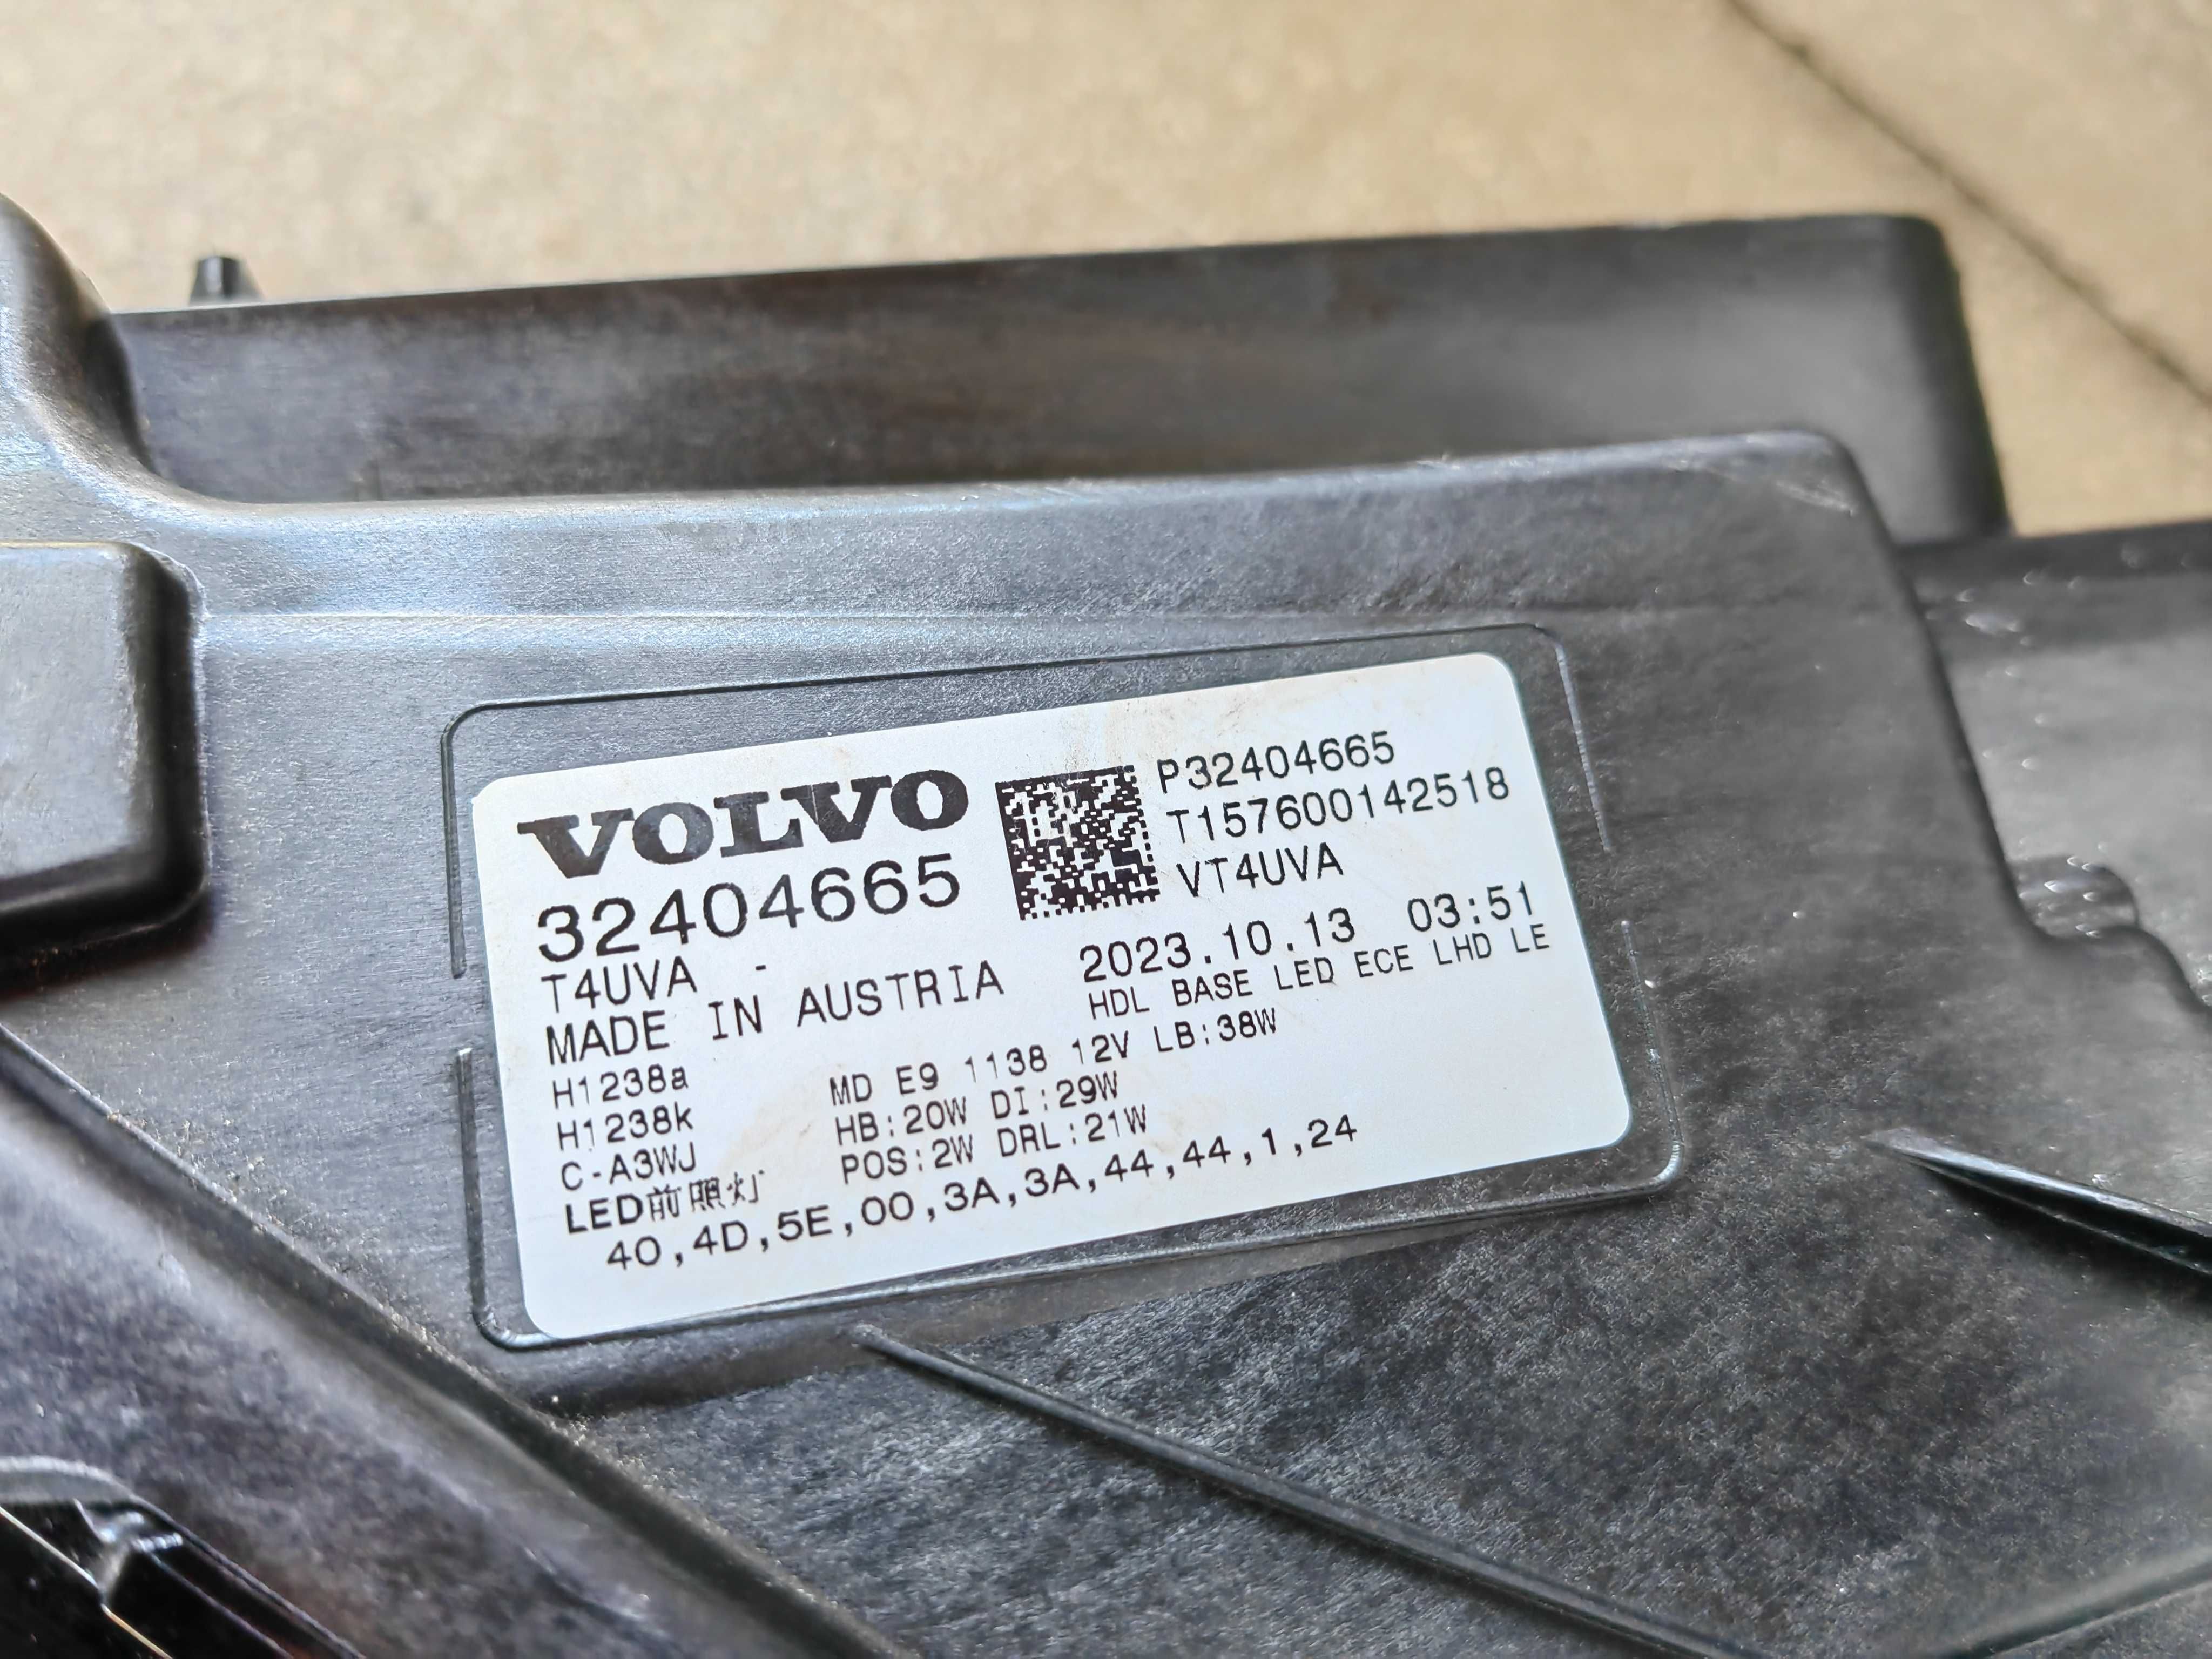 VOLVO
32404665
T4UVA -
MADE IN AUSTRIA
P32404665
T157600142518
VT4UVA
2023.10.13 03:51
HDL BASE LED ECE LHD LE
H1238a
H1238k
C-A3WJ
LED前照灯
MD E9 1138 12V LB:38W
HB:20W DI:29W
POS:2W DRL:21W
40,4D,5E,00,3A,3A,44,44,1,24